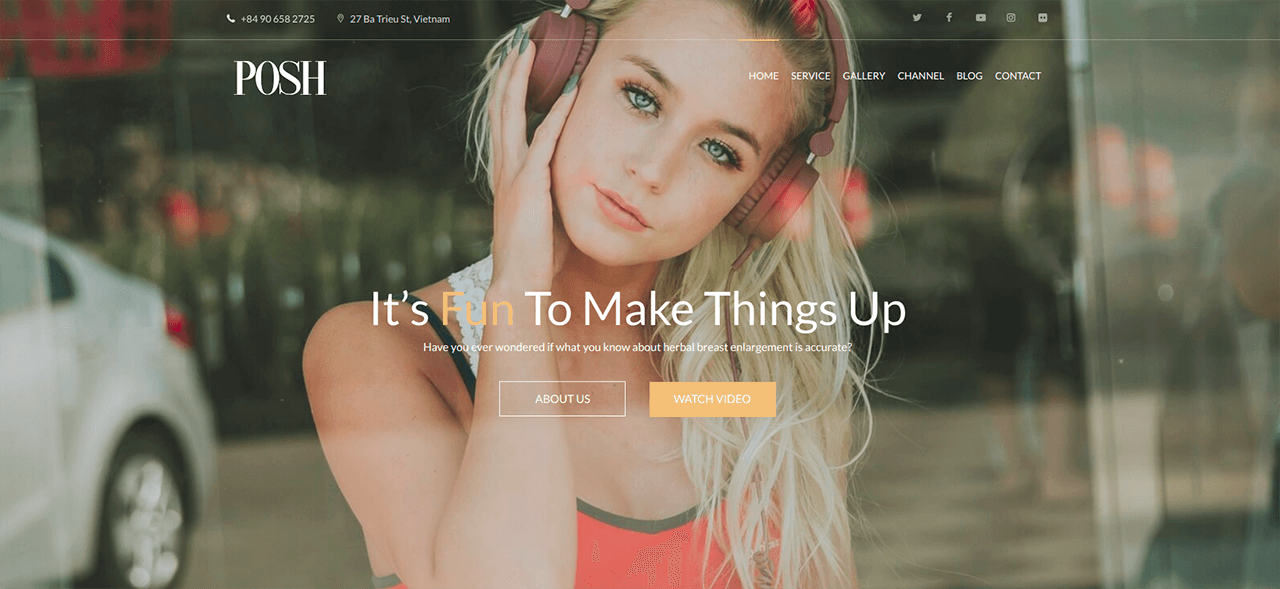 +84 90 658 2725
27 Ba Trieu St, Vietnam
POSH
HOME SERVICE GALLERY CHANNEL BLOG CONTACT
It’s Fun To Make Things Up
Have you ever wondered if what you know about herbal breast enlargement is accurate?
ABOUT US
WATCH VIDEO